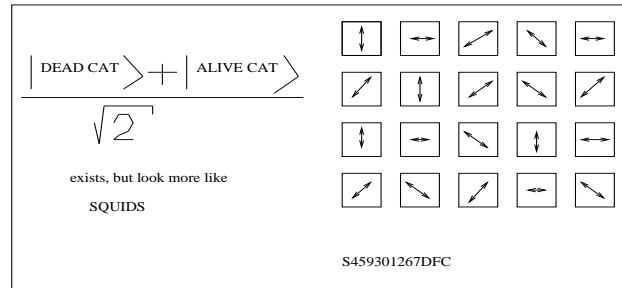 | DEAD CAT > + | ALIVE CAT >
√2
exists, but look more like
SQUIDS
S459301267DFC